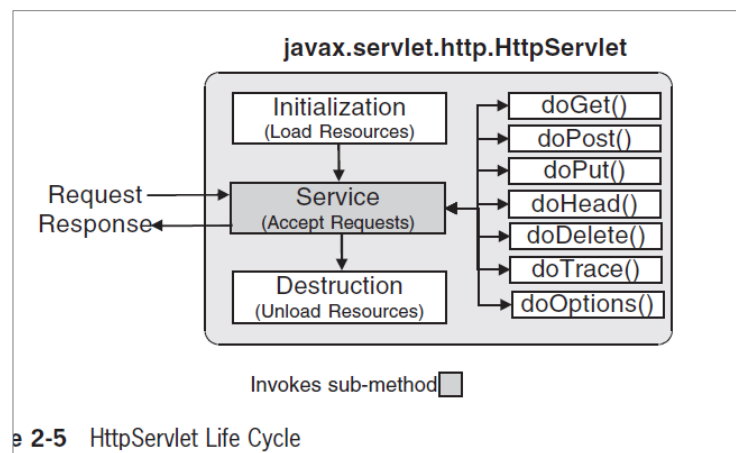 javax.servlet.http.HttpServlet
Initialization
(Load Resources)
Request
Response
Service
(Accept Requests)
Destruction
(Unload Resources)
doGet()
doPost()
doPut()
doHead()
doDelete()
doTrace()
doOptions()
Invokes sub-method
e 2-5 HttpServlet Life Cycle